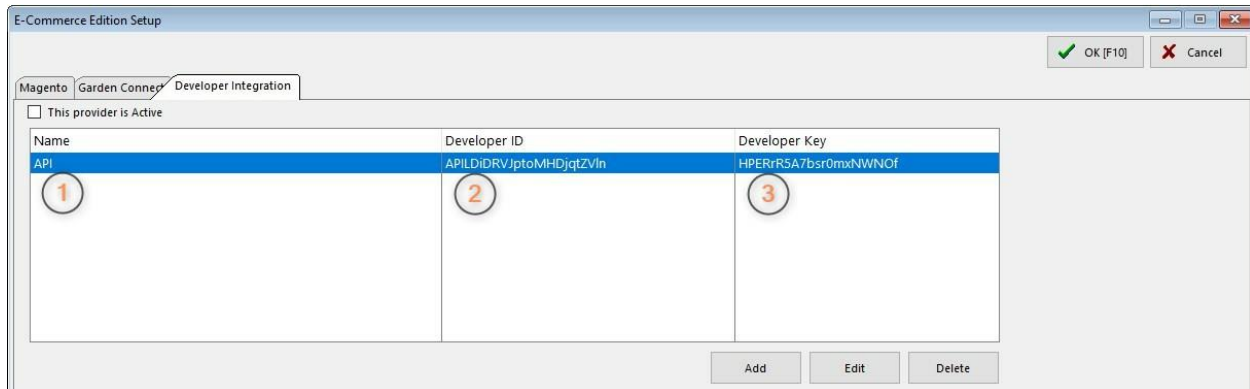 E-Commerce Edition Setup
OK [F10] Cancel
Magento Garden Connect Developer Integration
This provider is Active
Name Developer ID Developer Key
API APILDiDRVJptoMHDjqtZVln HPERrR5A7bsr0mxNWNOf
1 2 3
Add Edit Delete